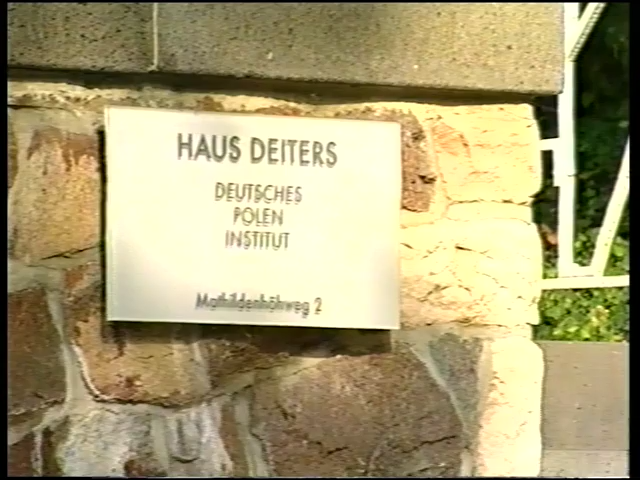 HAUS DEITERS
DEUTSCHES
POLEN
INSTITUT
Mathildenhöhweg 2